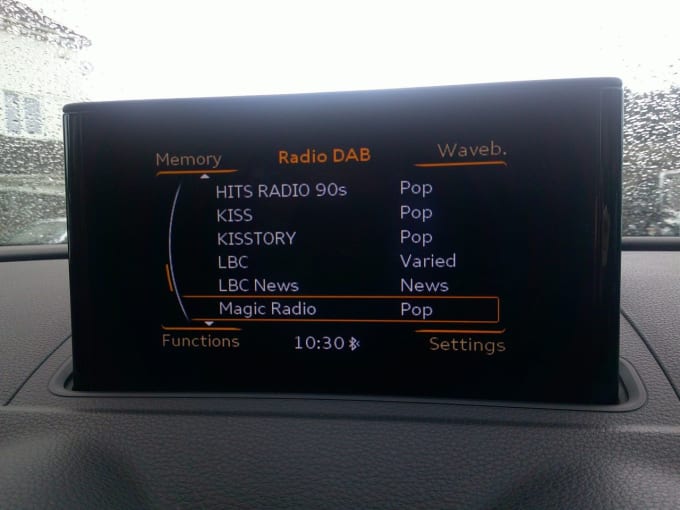 Memory Radio DAB Waveb.
HITS RADIO 90s Pop
KISS Pop
KISSTORY Pop
LBC Varied
LBC News News
Magic Radio Pop
Functions 10:30 Settings